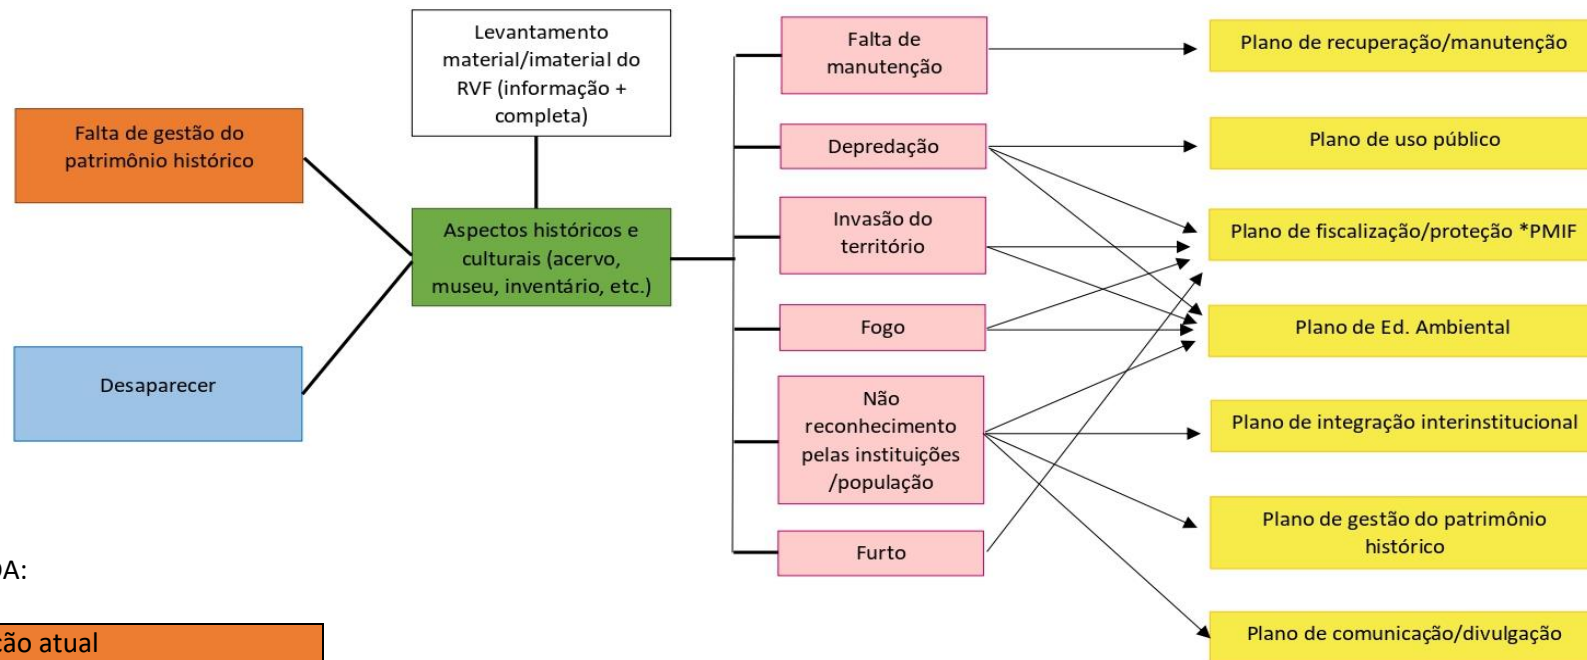 Levantamento
material/imaterial do
RVF (informação +
completa)
Falta de gestão do
patrimônio histórico
Aspectos históricos e
culturais (acervo,
museu, inventário, etc.)
Desaparecer
Falta de
manutenção
Depredação
Invasão do
território
Fogo
Não
reconhecimento
pelas instituições
/população
Furto
Plano de recuperação/manutenção
Plano de uso público
Plano de fiscalização/proteção *PMIF
Plano de Ed. Ambiental
Plano de integração interinstitucional
Plano de gestão do patrimônio
histórico
Plano de comunicação/divulgação
DA:
ção atual